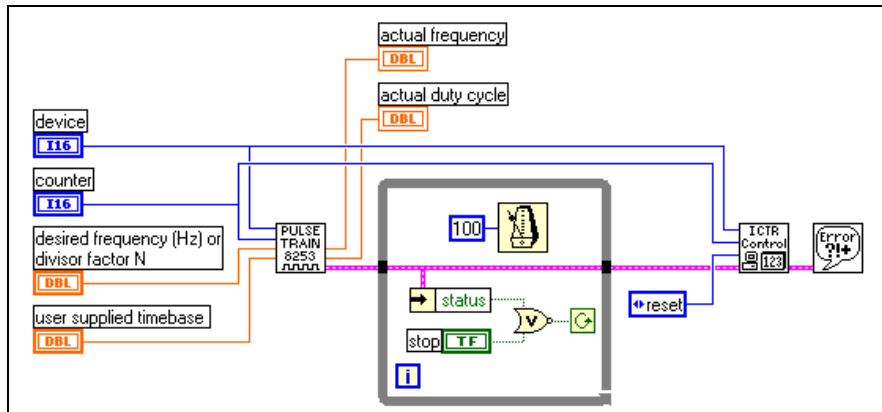 actual frequency
DBL
actual duty cycle
DBL
device
I16
counter
I16
desired frequency (Hz) or
divisor factor N
DBL
user supplied timebase
DBL
PULSE
TRAIN
8253
100
status
stop
TF
V
i
ICTR
Control
123
reset
Error
?!+